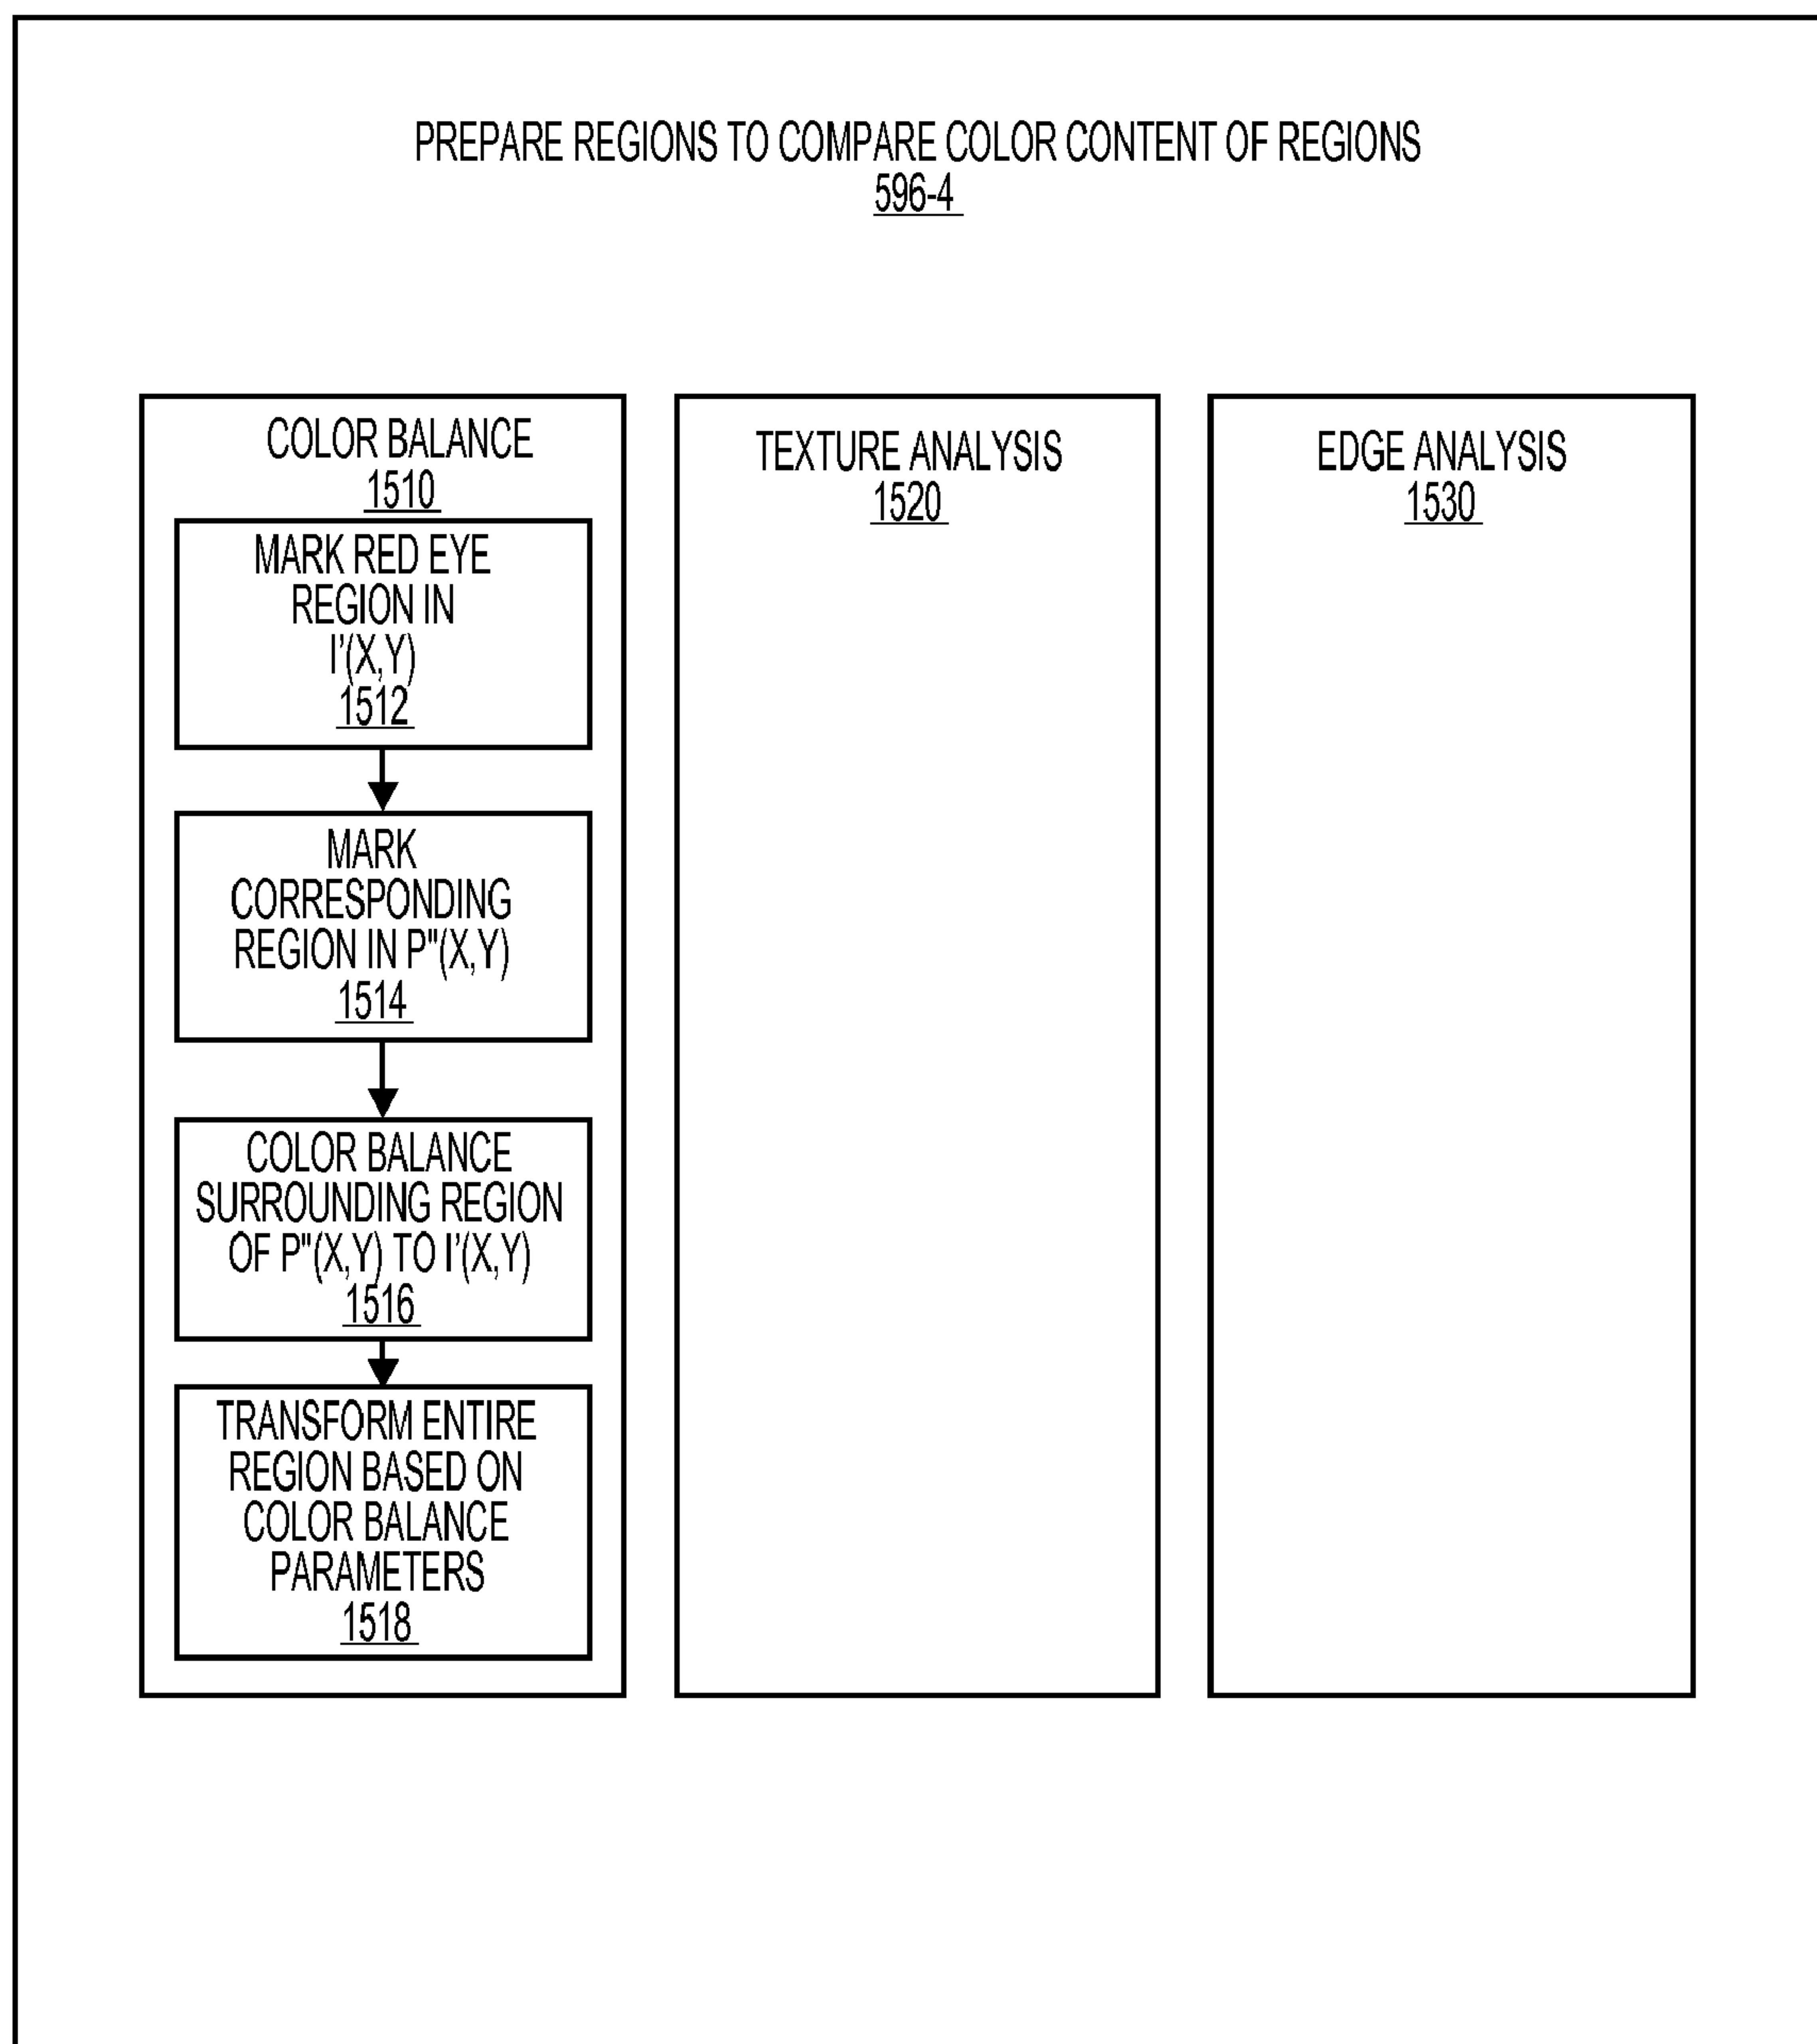 PREPARE REGIONS TO COMPARE COLOR CONTENT OF REGIONS
596-4
COLOR BALANCE
1510
MARK RED EYE
REGION IN
I'(X,Y)
1512
MARK
CORRESPONDING
REGION IN P"(X,Y)
1514
COLOR BALANCE
SURROUNDING REGION
OF P"(X,Y) TO I'(X,Y)
1516
TRANSFORM ENTIRE
REGION BASED ON
COLOR BALANCE
PARAMETERS
1518
TEXTURE ANALYSIS
1520
EDGE ANALYSIS
1530